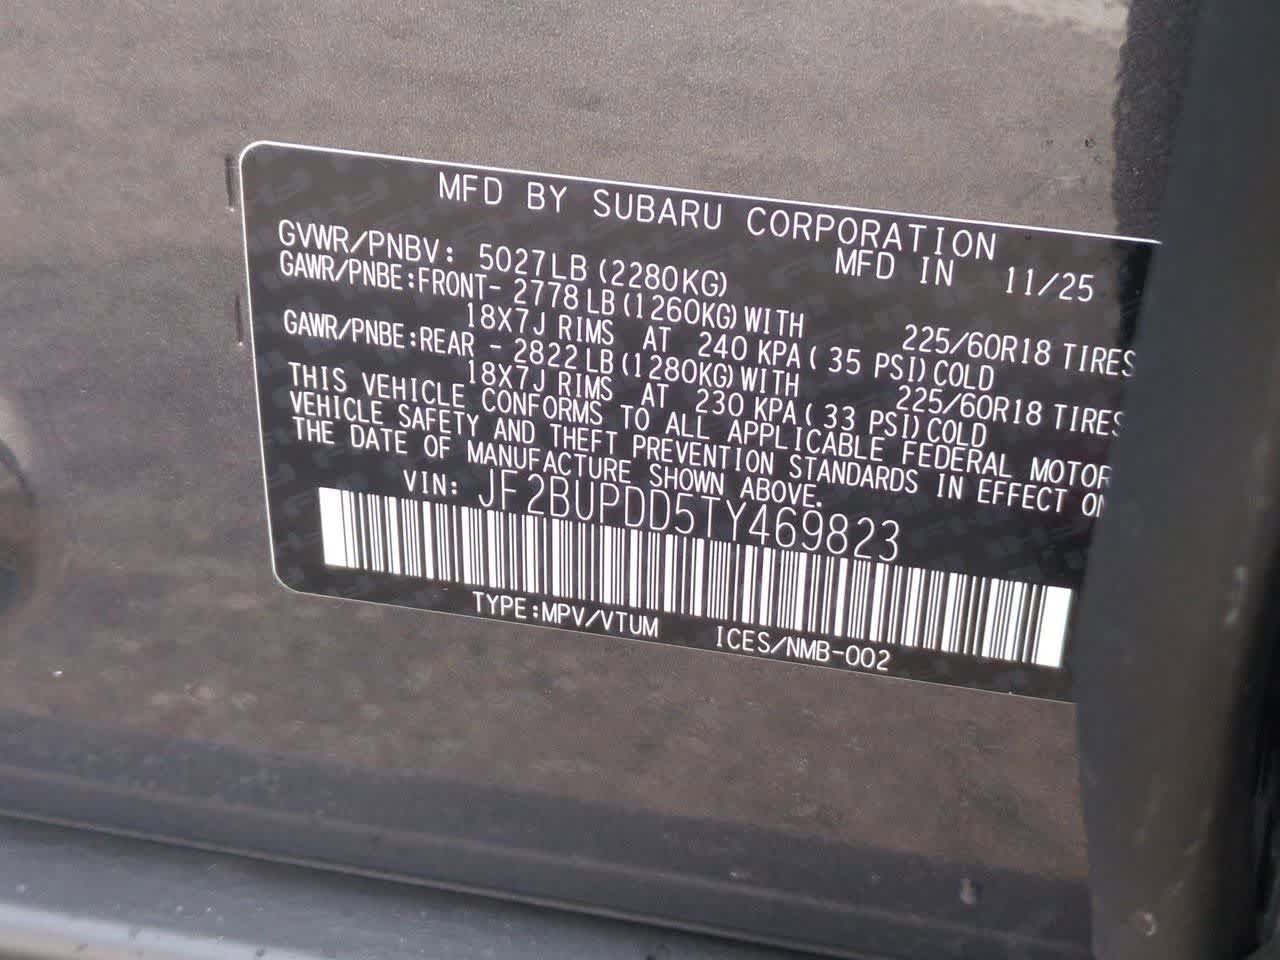 MFD BY SUBARU CORPORATION
GVWR/PNBV: 5027LB (2280KG) MFD IN 11/25
GAWR/PNBE:FRONT- 2778 LB (1260KG) WITH 225/60R18 TIRES
18X7J RIMS AT 240 KPA ( 35 PSI) COLD
GAWR/PNBE:REAR - 2822 LB (1280KG) WITH 225/60R18 TIRES
18X7J RIMS AT 230 KPA ( 33 PSI) COLD
THIS VEHICLE CONFORMS TO ALL APPLICABLE FEDERAL MOTOR
VEHICLE SAFETY AND THEFT PREVENTION STANDARDS IN EFFECT ON
THE DATE OF MANUFACTURE SHOWN ABOVE.
VIN: JF2BUPDD5TY469823
TYPE:MPV/VTUM ICES/NMB-002